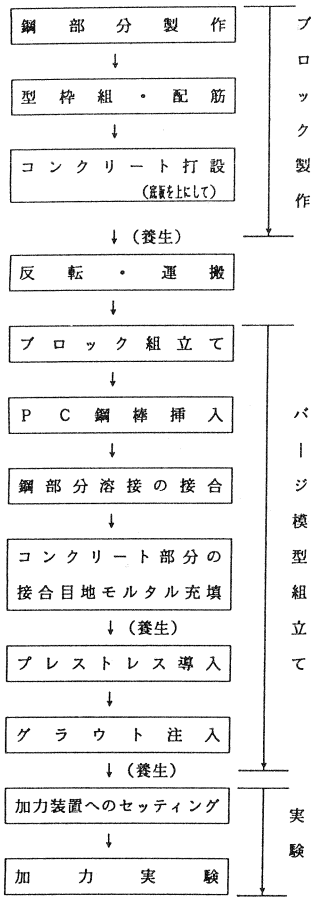 鋼部分製作
↓
型枠組・配筋
↓
コンクリート打設
(底版を上にして)
↓(養生)
反転・運搬
↓
ブロック組立て
↓
PC鋼棒挿入
↓
鋼部分溶接の接合
↓
コンクリート部分の
接合目地モルタル充填
↓(養生)
プレストレス導入
↓
グラウト注入
↓(養生)
加力装置へのセッティング
↓
加力実験
ブロック製作
バージ模型組立て
実験